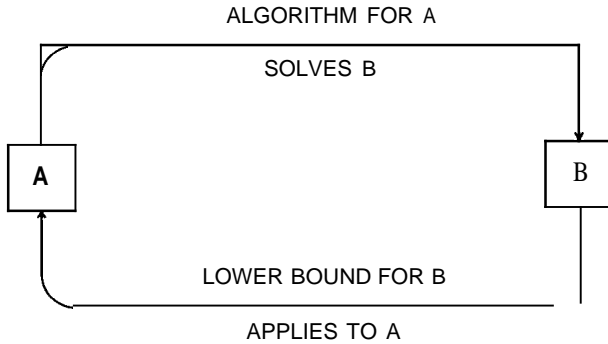 ALGORITHM FOR A
SOLVES B
A
B
LOWER BOUND FOR B
APPLIES TO A